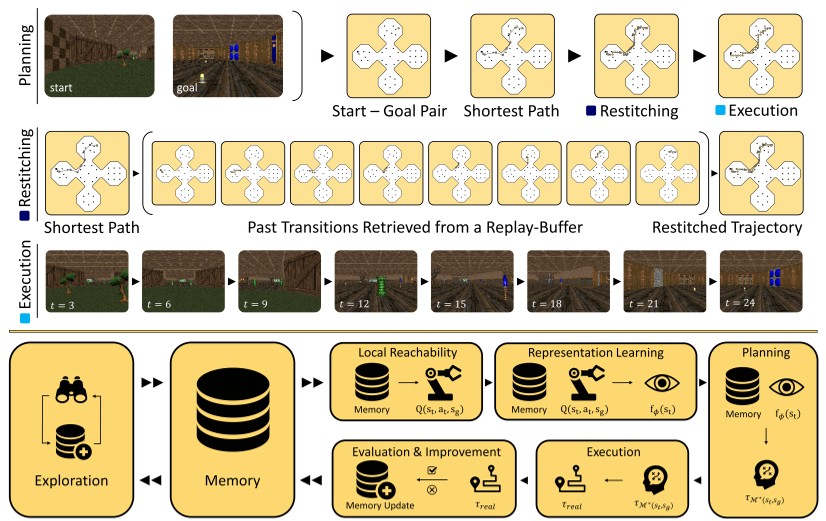 Planning
start
goal
Start – Goal Pair
Shortest Path
Restitching
Execution
Restitching
Shortest Path
Past Transitions Retrieved from a Replay-Buffer
Restitched Trajectory
Execution
t = 3
t = 6
t = 9
t = 12
t = 15
t = 18
t = 21
t = 24
Exploration
Memory
Local Reachability
Memory
Q(s_t, a_t, s_g)
Representation Learning
Memory
Q(s_t, a_t, s_g)
f_ϕ(s_t)
Planning
Memory
f_ϕ(s_t)
τ_ℳ*(s_t,s_g)
Execution
τ_real
τ_ℳ*(s_t,s_g)
Evaluation & Improvement
Memory Update
τ_real